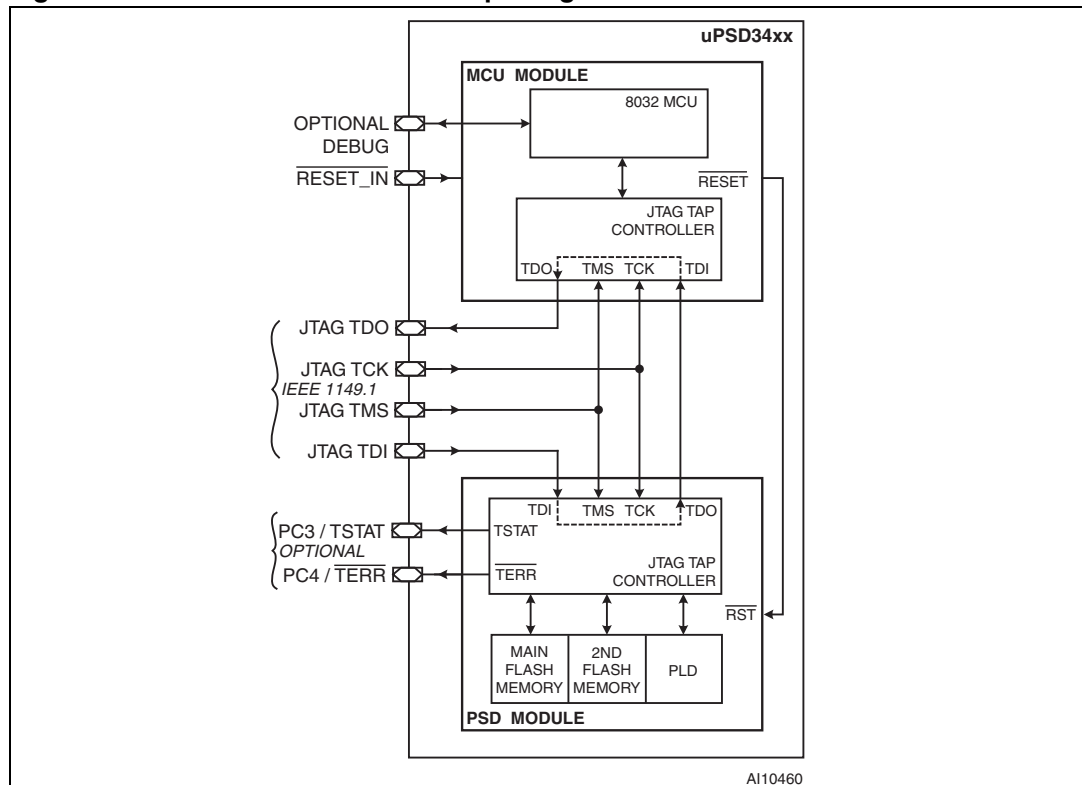 uPSD34xx
MCU MODULE
8032 MCU
OPTIONAL
DEBUG
RESET_IN
RESET
JTAG TAP
CONTROLLER
TDO TMS TCK TDI
JTAG TDO
JTAG TCK
IEEE 1149.1
JTAG TMS
JTAG TDI
TDI TMS TCK TDO
PC3 / TSTAT
TSTAT
OPTIONAL
PC4 / TERR
TERR
JTAG TAP
CONTROLLER
RST
MAIN
FLASH
MEMORY
2ND
FLASH
MEMORY
PLD
PSD MODULE
AI10460